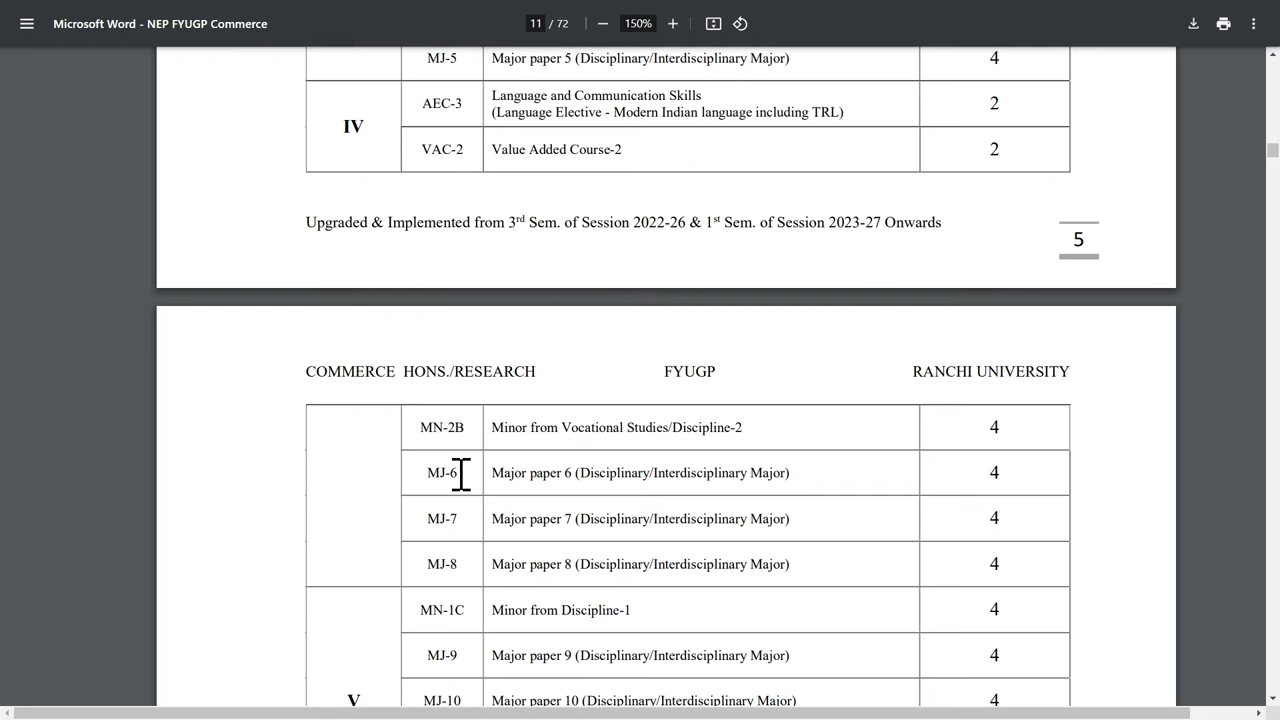 Microsoft Word - NEP FYUGP Commerce
11 / 72
150%
MJ-5 Major paper 5 (Disciplinary/Interdisciplinary Major) 4
IV
AEC-3 Language and Communication Skills
(Language Elective - Modern Indian language including TRL) 2
VAC-2 Value Added Course-2 2
Upgraded & Implemented from 3rd Sem. of Session 2022-26 & 1st Sem. of Session 2023-27 Onwards
5
COMMERCE HONS./RESEARCH FYUGP RANCHI UNIVERSITY
MN-2B Minor from Vocational Studies/Discipline-2 4
MJ-6 Major paper 6 (Disciplinary/Interdisciplinary Major) 4
MJ-7 Major paper 7 (Disciplinary/Interdisciplinary Major) 4
MJ-8 Major paper 8 (Disciplinary/Interdisciplinary Major) 4
MN-1C Minor from Discipline-1 4
MJ-9 Major paper 9 (Disciplinary/Interdisciplinary Major) 4
V MJ-10 Major paper 10 (Disciplinary/Interdisciplinary Major) 4